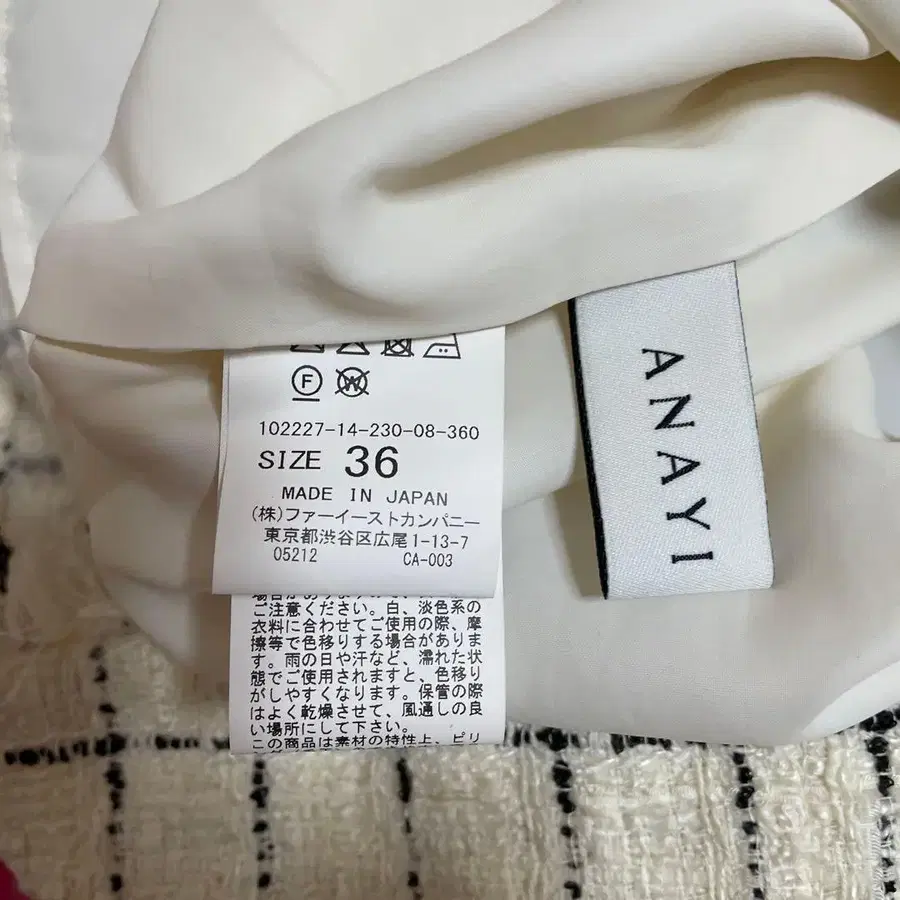 F
W
102227-14-230-08-360
SIZE 36
MADE IN JAPAN
(株)ファーイーストカンパニー
東京都渋谷区広尾1-13-7
05212 CA-003
ご注意ください。白、淡色系の
衣料に合わせてご使用の際、摩
擦等で色移りする場合がありま
す。雨の日や汗など、濡れた状
態でご使用されますと、色移り
がしやすくなります。保管の際
はよく乾燥させて、風通しの良
い場所にして下さい。
この商品は素材の特性上、ピリ
ANAYI